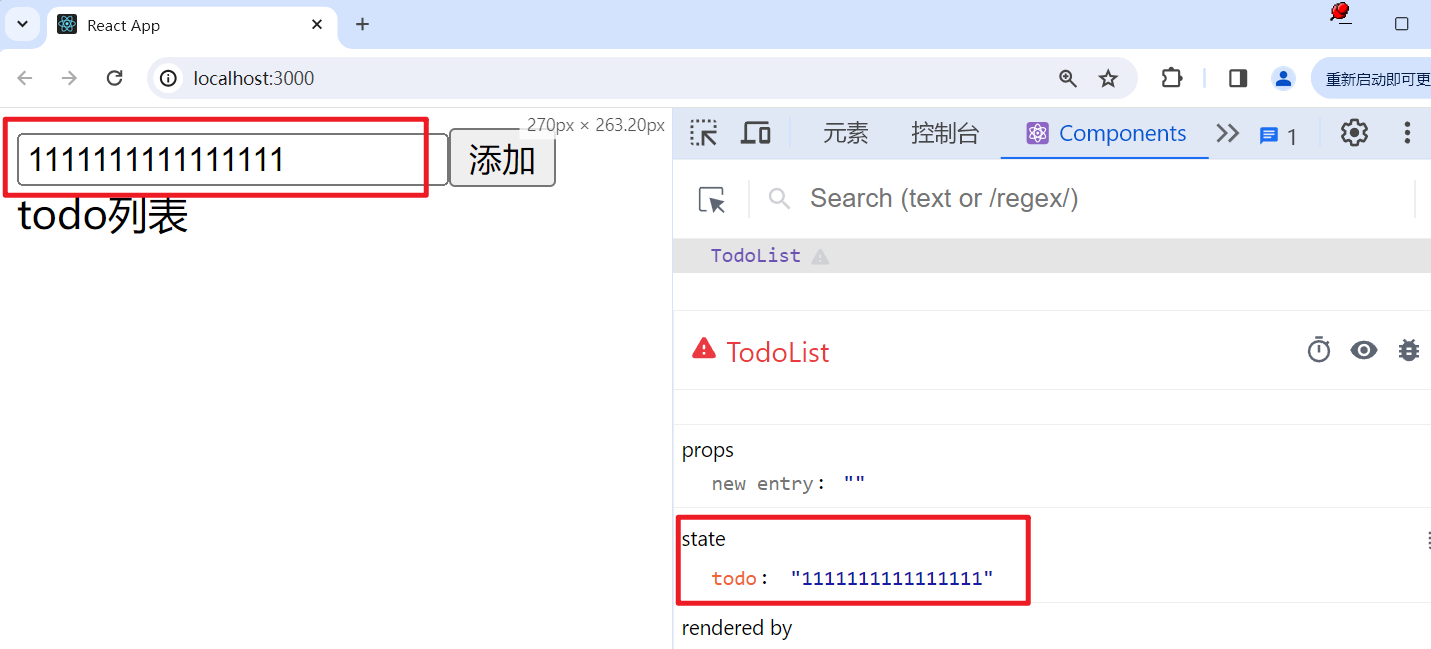 React App
localhost:3000
重新启动即可更
1111111111111111
添加
270px × 263.20px
todo列表
元素
控制台
Components
1
Search (text or /regex/)
TodoList
TodoList
props
new entry: ""
state
todo: "1111111111111111"
rendered by